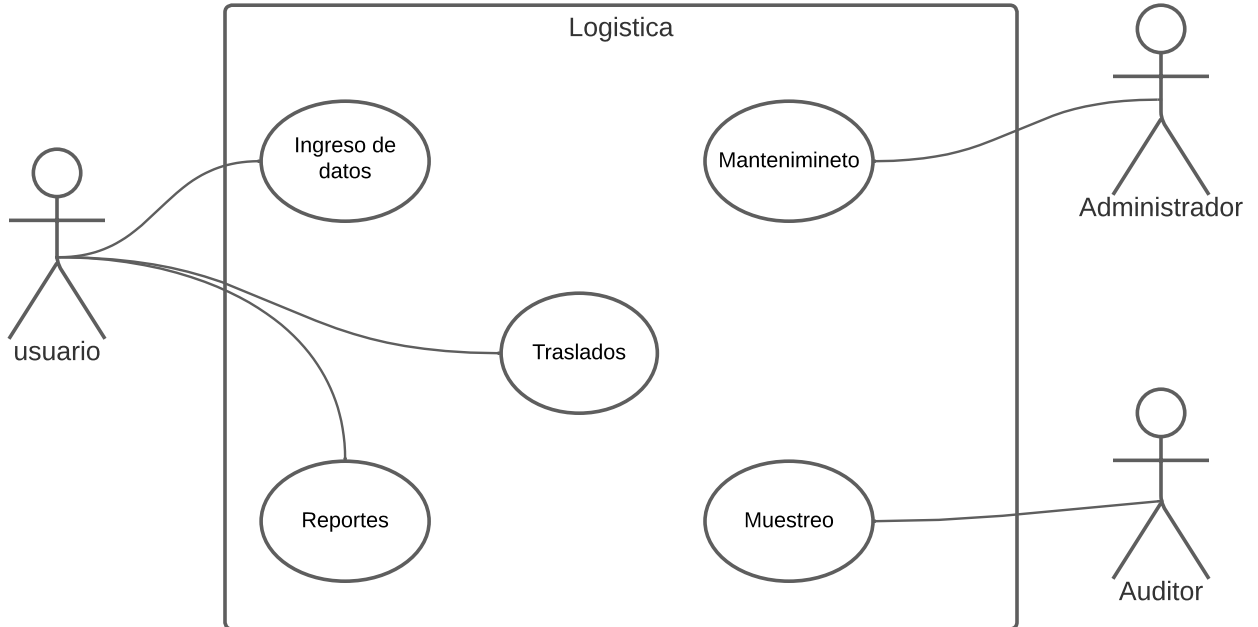 Logistica
Ingreso de
datos
Mantenimineto
Administrador
usuario
Traslados
Reportes
Muestreo
Auditor